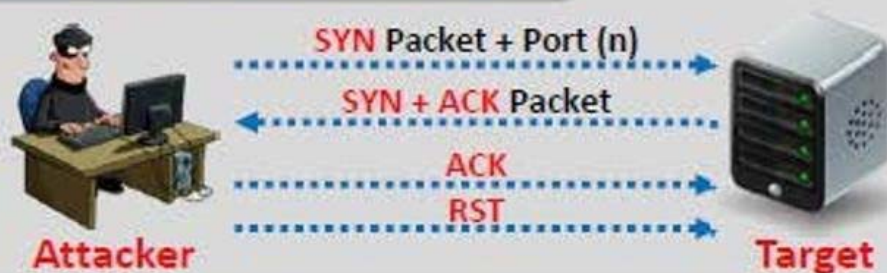 SYN Packet + Port (n)
SYN + ACK Packet
ACK
RST
Attacker
Target